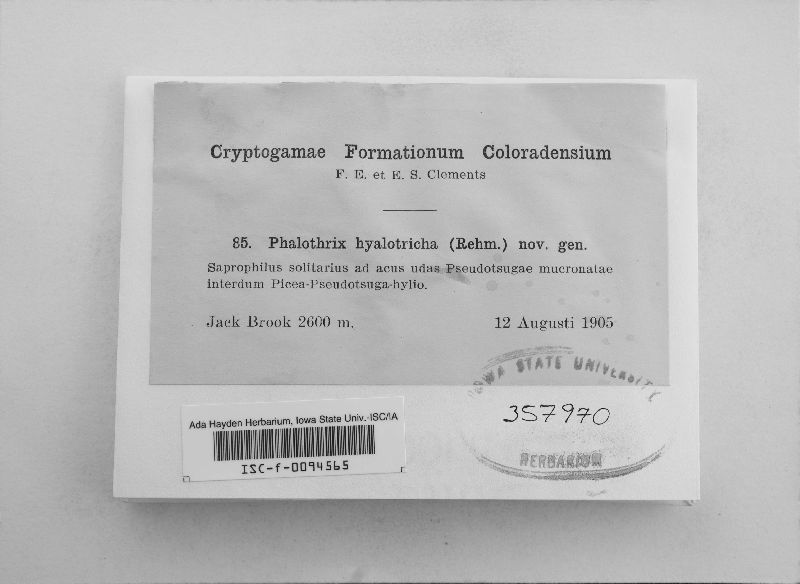 Cryptogamae Formationum Coloradensium
F. E. et E. S. Clements
85. Phalothrix hyalotricha (Rehm.) nov. gen.
Saprophilus solitarius ad acus udas Pseudotsugae mucronatae
interdum Picea-Pseudotsuga-hylio.
Jack Brook 2600 m.
12 Augusti 1905
IOWA STATE UNIVERSITY
357970
HERBARIUM
Ada Hayden Herbarium, Iowa State Univ.-ISC/IA
ISC-f-0094565